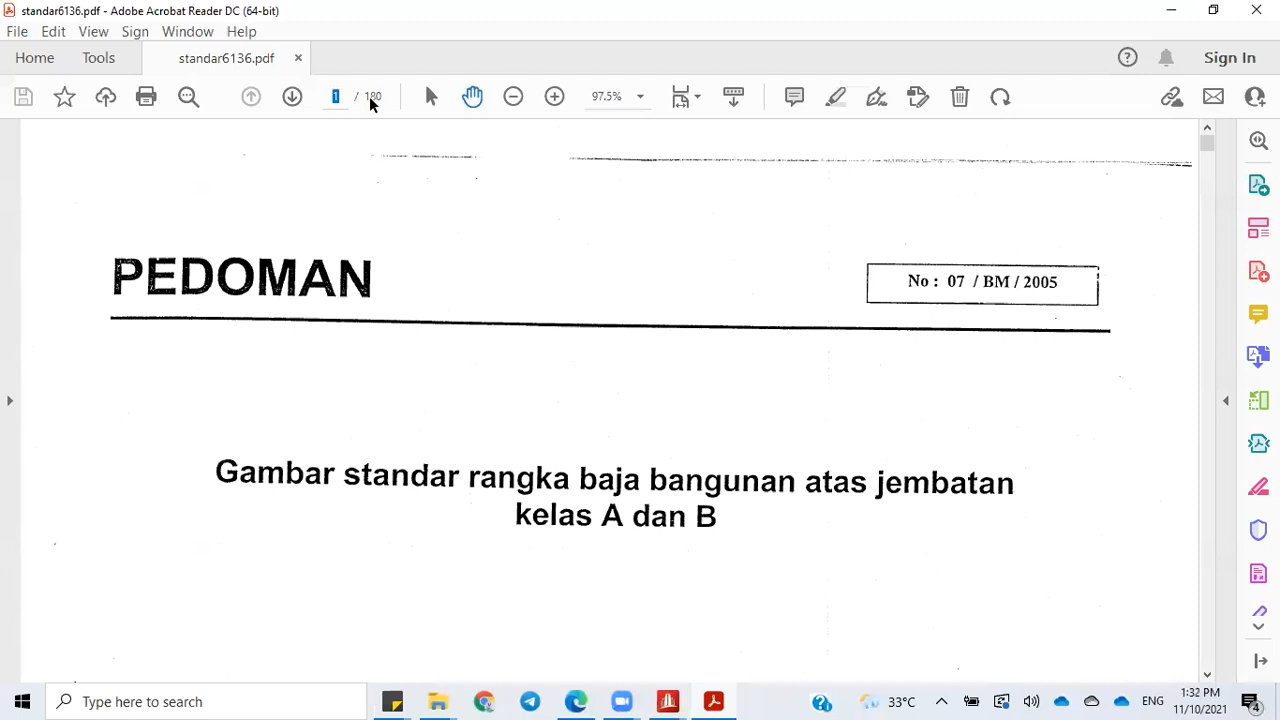 standar6136.pdf - Adobe Acrobat Reader DC (64-bit)
File Edit View Sign Window Help
Home Tools standar6136.pdf × Sign In
1 / 180 97.5%
PEDOMAN
No : 07 / BM / 2005
Gambar standar rangka baja bangunan atas jembatan
kelas A dan B
Type here to search
33°C
ENG
1:32 PM
11/10/2021
4